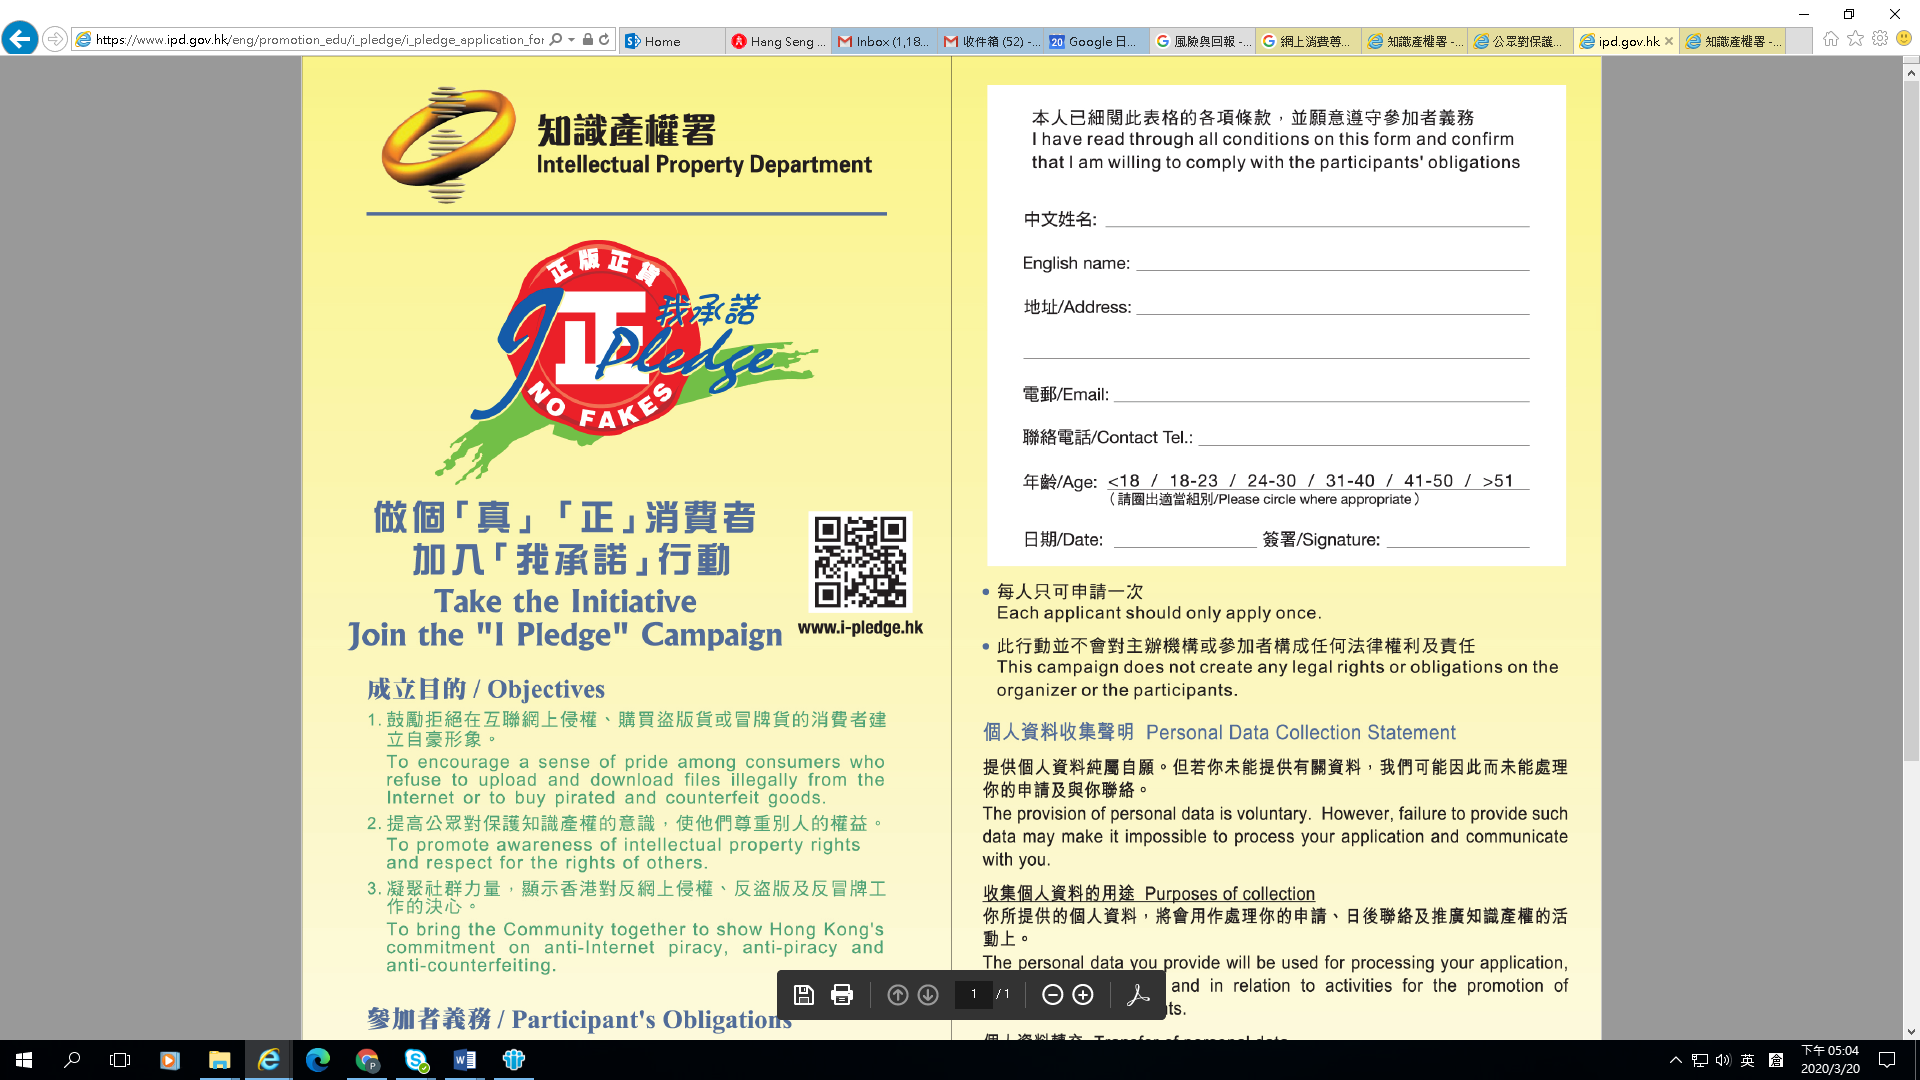 https://www.ipd.gov.hk/eng/promotion_edu/i_pledge/i_pledge_application_for
Home
Hang Seng ...
Inbox (1,18...
收件箱 (52) -...
Google 日...
風險與回報 -...
網上消費尊...
知識產權署 -...
公眾對保護...
ipd.gov.hk
知識產權署 -...
知識產權署
Intellectual Property Department
正版正貨
正
I Pledge
我承諾
NO FAKES
做個「真」「正」消費者
加入「我承諾」行動
Take the Initiative
Join the "I Pledge" Campaign
www.i-pledge.hk
成立目的 / Objectives
1. 鼓勵拒絕在互聯網上侵權、購買盜版貨或冒牌貨的消費者建
立自豪形象。
To encourage a sense of pride among consumers who
refuse to upload and download files illegally from the
Internet or to buy pirated and counterfeit goods.
2. 提高公眾對保護知識產權的意識，使他們尊重別人的權益。
To promote awareness of intellectual property rights
and respect for the rights of others.
3. 凝聚社群力量，顯示香港對反網上侵權、反盜版及反冒牌工
作的決心。
To bring the Community together to show Hong Kong's
commitment on anti-Internet piracy, anti-piracy and
anti-counterfeiting.
參加者義務 / Participant's Obligations
本人已細閱此表格的各項條款，並願意遵守參加者義務
I have read through all conditions on this form and confirm
that I am willing to comply with the participants' obligations
中文姓名:
English name:
地址/Address:
電郵/Email:
聯絡電話/Contact Tel.:
年齡/Age: <18 / 18-23 / 24-30 / 31-40 / 41-50 / >51
（請圈出適當組別/Please circle where appropriate）
日期/Date: 簽署/Signature:
• 每人只可申請一次
Each applicant should only apply once.
• 此行動並不會對主辦機構或參加者構成任何法律權利及責任
This campaign does not create any legal rights or obligations on the
organizer or the participants.
個人資料收集聲明 Personal Data Collection Statement
提供個人資料純屬自願。但若你未能提供有關資料，我們可能因此而未能處理
你的申請及與你聯絡。
The provision of personal data is voluntary. However, failure to provide such
data may make it impossible to process your application and communicate
with you.
收集個人資料的用途 Purposes of collection
你所提供的個人資料，將會用作處理你的申請、日後聯絡及推廣知識產權的活
動上。
The personal data you provide will be used for processing your application,
and in relation to activities for the promotion of
ts.
個人資料轉交 Transfer of personal data
1 / 1
英
倉
下午 05:04
2020/3/20